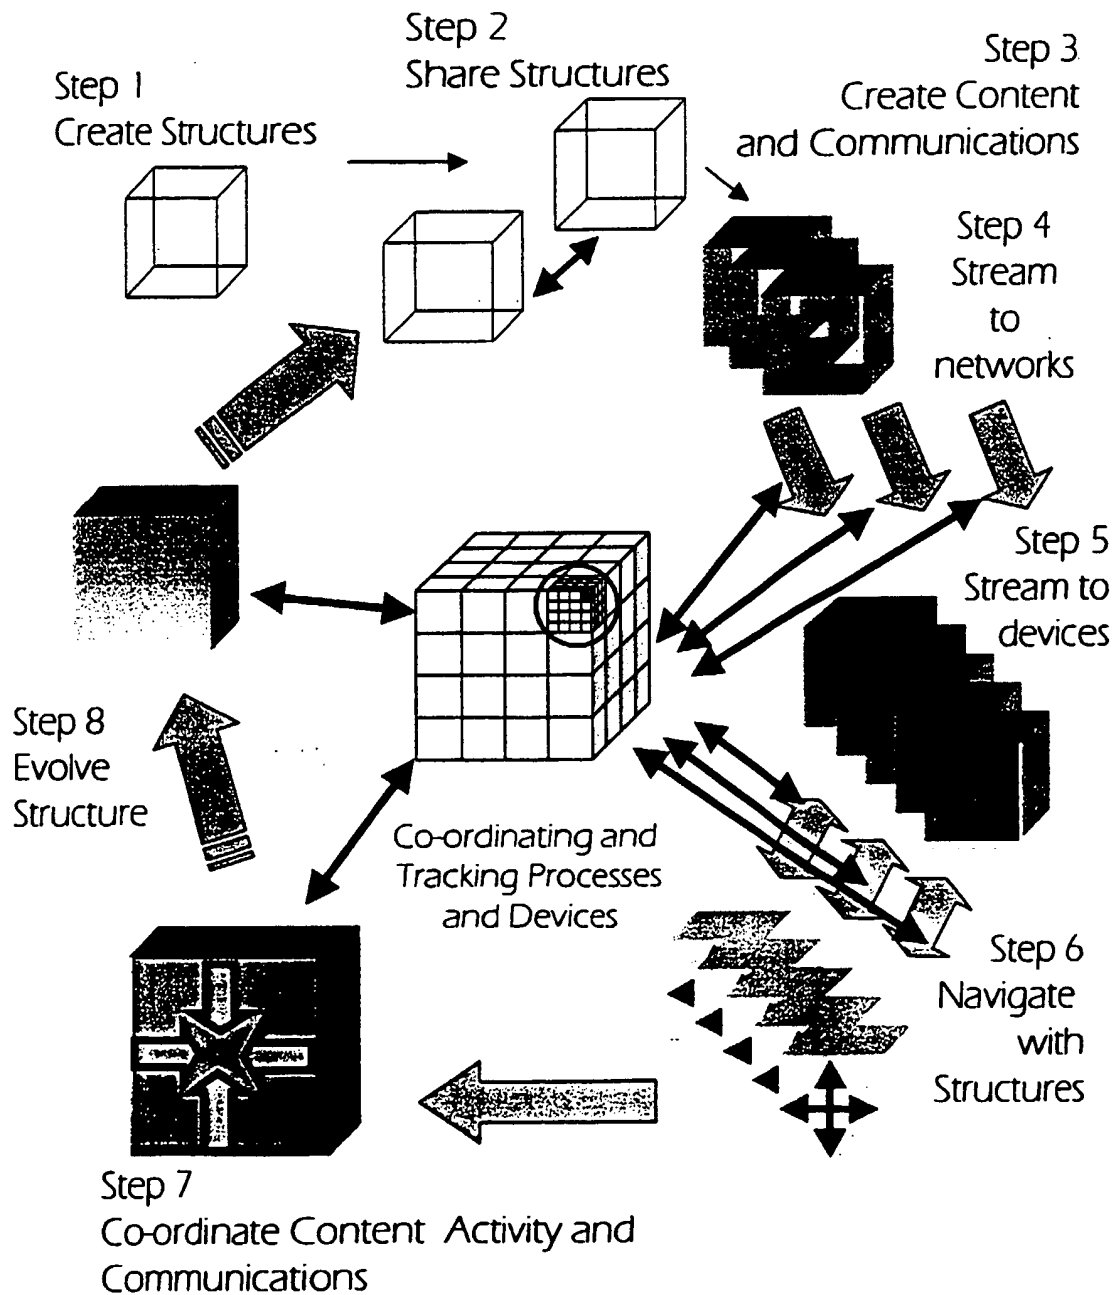 Step 1
Create Structures
Step 2
Share Structures
Step 3
Create Content
and Communications
Step 4
Stream
to
networks
Step 5
Stream to
devices
Co-ordinating and
Tracking Processes
and Devices
Step 6
Navigate
with
Structures
Step 7
Co-ordinate Content Activity and
Communications
Step 8
Evolve
Structure